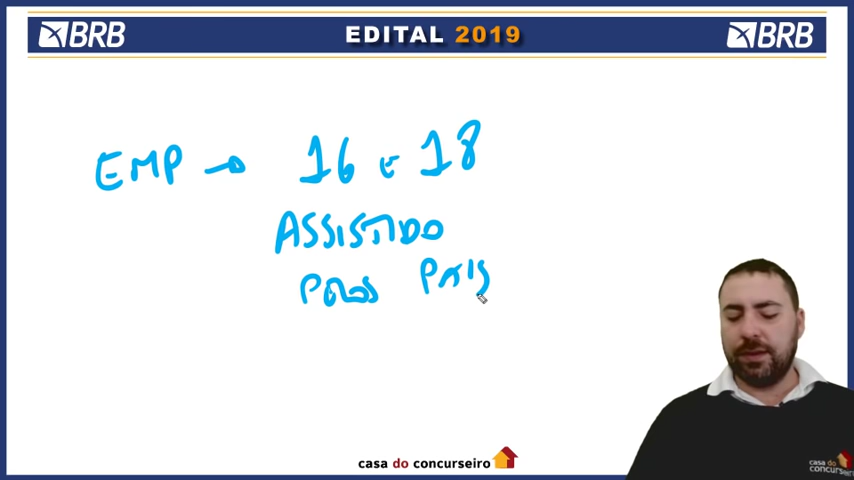 BRB
EDITAL 2019
BRB
EMP → 16 e 18
ASSISTIDO
PELOS PAIS
casa do concurseiro
casa do
concurseiro